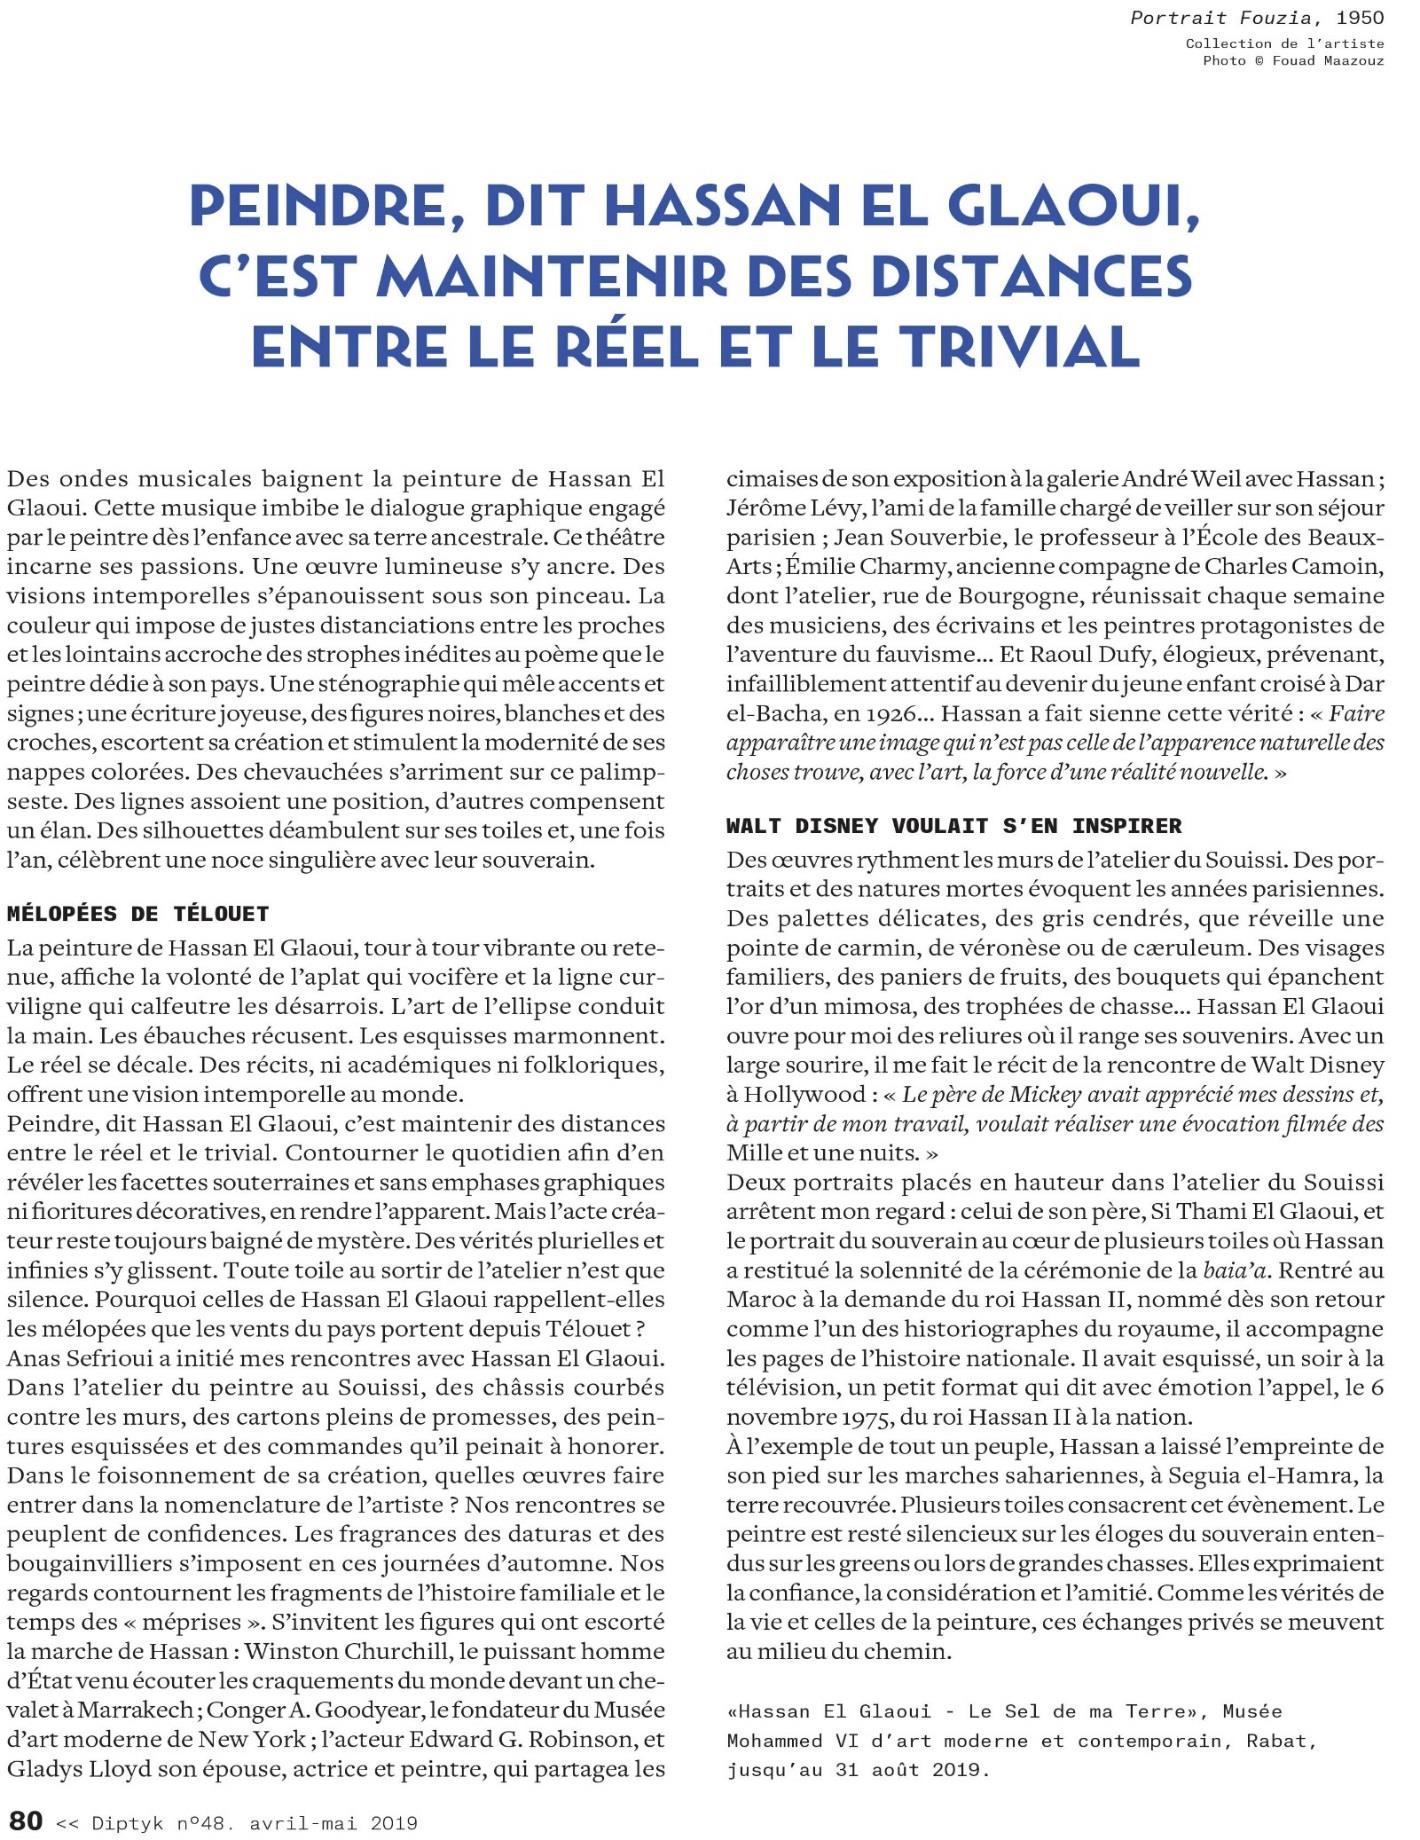 Portrait Fouzia, 1950
Collection de l’artiste
Photo © Fouad Maazouz
PEINDRE, DIT HASSAN EL GLAOUI,
C’EST MAINTENIR DES DISTANCES
ENTRE LE RÉEL ET LE TRIVIAL
Des ondes musicales baignent la peinture de Hassan El
Glaoui. Cette musique imbibe le dialogue graphique engagé
par le peintre dès l’enfance avec sa terre ancestrale. Ce théâtre
incarne ses passions. Une œuvre lumineuse s’y ancre. Des
visions intemporelles s’épanouissent sous son pinceau. La
couleur qui impose de justes distanciations entre les proches
et les lointains accroche des strophes inédites au poème que le
peintre dédie à son pays. Une sténographie qui mêle accents et
signes ; une écriture joyeuse, des figures noires, blanches et des
croches, escortent sa création et stimulent la modernité de ses
nappes colorées. Des chevauchées s’arriment sur ce palimp-
seste. Des lignes assoient une position, d’autres compensent
un élan. Des silhouettes déambulent sur ses toiles et, une fois
l’an, célèbrent une noce singulière avec leur souverain.
MÉLOPÉES DE TÉLOUET
La peinture de Hassan El Glaoui, tour à tour vibrante ou rete-
nue, affiche la volonté de l’aplat qui vocifère et la ligne cur-
viligne qui calfeutre les désarrois. L’art de l’ellipse conduit
la main. Les ébauches récusent. Les esquisses marmonnent.
Le réel se décale. Des récits, ni académiques ni folkloriques,
offrent une vision intemporelle au monde.
Peindre, dit Hassan El Glaoui, c’est maintenir des distances
entre le réel et le trivial. Contourner le quotidien afin d’en
révéler les facettes souterraines et sans emphases graphiques
ni fioritures décoratives, en rendre l’apparent. Mais l’acte créa-
teur reste toujours baigné de mystère. Des vérités plurielles et
infinies s’y glissent. Toute toile au sortir de l’atelier n’est que
silence. Pourquoi celles de Hassan El Glaoui rappellent-elles
les mélopées que les vents du pays portent depuis Télouet ?
Anas Sefrioui a initié mes rencontres avec Hassan El Glaoui.
Dans l’atelier du peintre au Souissi, des châssis courbés
contre les murs, des cartons pleins de promesses, des pein-
tures esquissées et des commandes qu’il peinait à honorer.
Dans le foisonnement de sa création, quelles œuvres faire
entrer dans la nomenclature de l’artiste ? Nos rencontres se
peuplent de confidences. Les fragrances des daturas et des
bougainvilliers s’imposent en ces journées d’automne. Nos
regards contournent les fragments de l’histoire familiale et le
temps des « méprises ». S’invitent les figures qui ont escorté
la marche de Hassan : Winston Churchill, le puissant homme
d’État venu écouter les craquements du monde devant un che-
valet à Marrakech ; Conger A. Goodyear, le fondateur du Musée
d’art moderne de New York ; l’acteur Edward G. Robinson, et
Gladys Lloyd son épouse, actrice et peintre, qui partagea les
cimaises de son exposition à la galerie André Weil avec Hassan ;
Jérôme Lévy, l’ami de la famille chargé de veiller sur son séjour
parisien ; Jean Souverbie, le professeur à l’École des Beaux-
Arts ; Émilie Charmy, ancienne compagne de Charles Camoin,
dont l’atelier, rue de Bourgogne, réunissait chaque semaine
des musiciens, des écrivains et les peintres protagonistes de
l’aventure du fauvisme... Et Raoul Dufy, élogieux, prévenant,
infailliblement attentif au devenir du jeune enfant croisé à Dar
el-Bacha, en 1926... Hassan a fait sienne cette vérité : « Faire
apparaître une image qui n’est pas celle de l’apparence naturelle des
choses trouve, avec l’art, la force d’une réalité nouvelle. »
WALT DISNEY VOULAIT S’EN INSPIRER
Des œuvres rythment les murs de l’atelier du Souissi. Des por-
traits et des natures mortes évoquent les années parisiennes.
Des palettes délicates, des gris cendrés, que réveille une
pointe de carmin, de véronèse ou de cæruleum. Des visages
familiers, des paniers de fruits, des bouquets qui épanchent
l’or d’un mimosa, des trophées de chasse... Hassan El Glaoui
ouvre pour moi des reliures où il range ses souvenirs. Avec un
large sourire, il me fait le récit de la rencontre de Walt Disney
à Hollywood : « Le père de Mickey avait apprécié mes dessins et,
à partir de mon travail, voulait réaliser une évocation filmée des
Mille et une nuits. »
Deux portraits placés en hauteur dans l’atelier du Souissi
arrêtent mon regard : celui de son père, Si Thami El Glaoui, et
le portrait du souverain au cœur de plusieurs toiles où Hassan
a restitué la solennité de la cérémonie de la baia’a. Rentré au
Maroc à la demande du roi Hassan II, nommé dès son retour
comme l’un des historiographes du royaume, il accompagne
les pages de l’histoire nationale. Il avait esquissé, un soir à la
télévision, un petit format qui dit avec émotion l’appel, le 6
novembre 1975, du roi Hassan II à la nation.
À l’exemple de tout un peuple, Hassan a laissé l’empreinte de
son pied sur les marches sahariennes, à Seguia el-Hamra, la
terre recouvrée. Plusieurs toiles consacrent cet évènement. Le
peintre est resté silencieux sur les éloges du souverain enten-
dus sur les greens ou lors de grandes chasses. Elles exprimaient
la confiance, la considération et l’amitié. Comme les vérités de
la vie et celles de la peinture, ces échanges privés se meuvent
au milieu du chemin.
«Hassan El Glaoui - Le Sel de ma Terre», Musée
Mohammed VI d’art moderne et contemporain, Rabat,
jusqu’au 31 août 2019.
80 << Diptyk n°48. avril-mai 2019